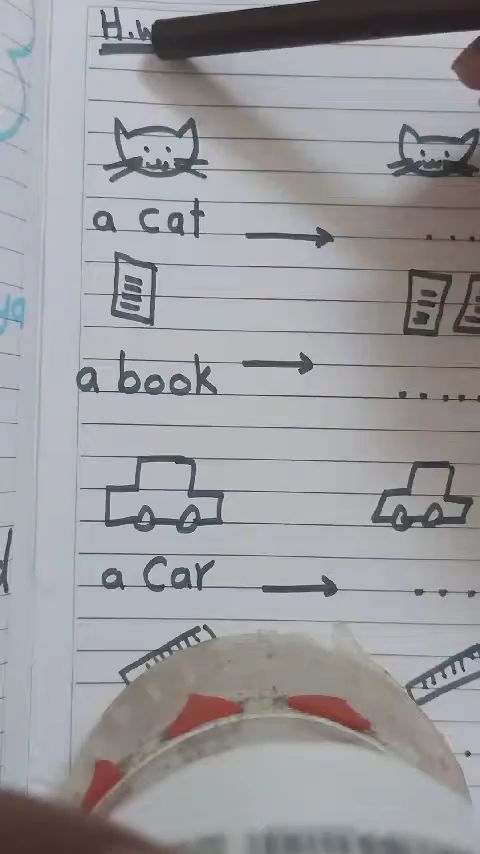 H.w
a cat → ....
a book → .....
a Car → ....